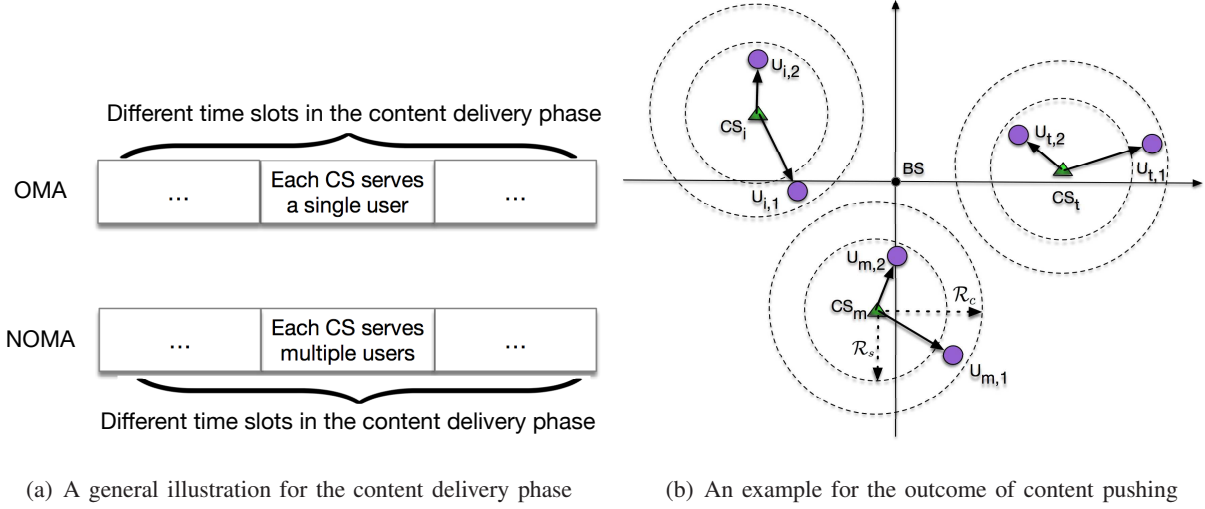 Different time slots in the content delivery phase
OMA
...
Each CS serves
a single user
...
NOMA
...
Each CS serves
multiple users
...
Different time slots in the content delivery phase
(a) A general illustration for the content delivery phase
U_{i,2}
CS_i
U_{i,1}
BS
U_{t,2}
U_{t,1}
CS_t
U_{m,2}
CS_m
R_c
R_s
U_{m,1}
(b) An example for the outcome of content pushing